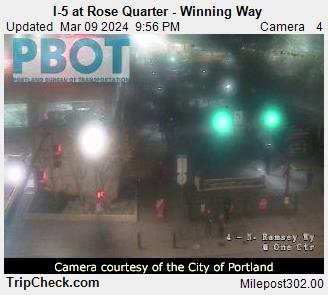 I-5 at Rose Quarter - Winning Way
Updated Mar 09 2024 9:56 PM Camera 4
PBOT
PORTLAND BUREAU OF TRANSPORTATION
4 - N. Ramsey Wy
W One Ctr
Camera courtesy of the City of Portland
TripCheck.com Milepost302.00